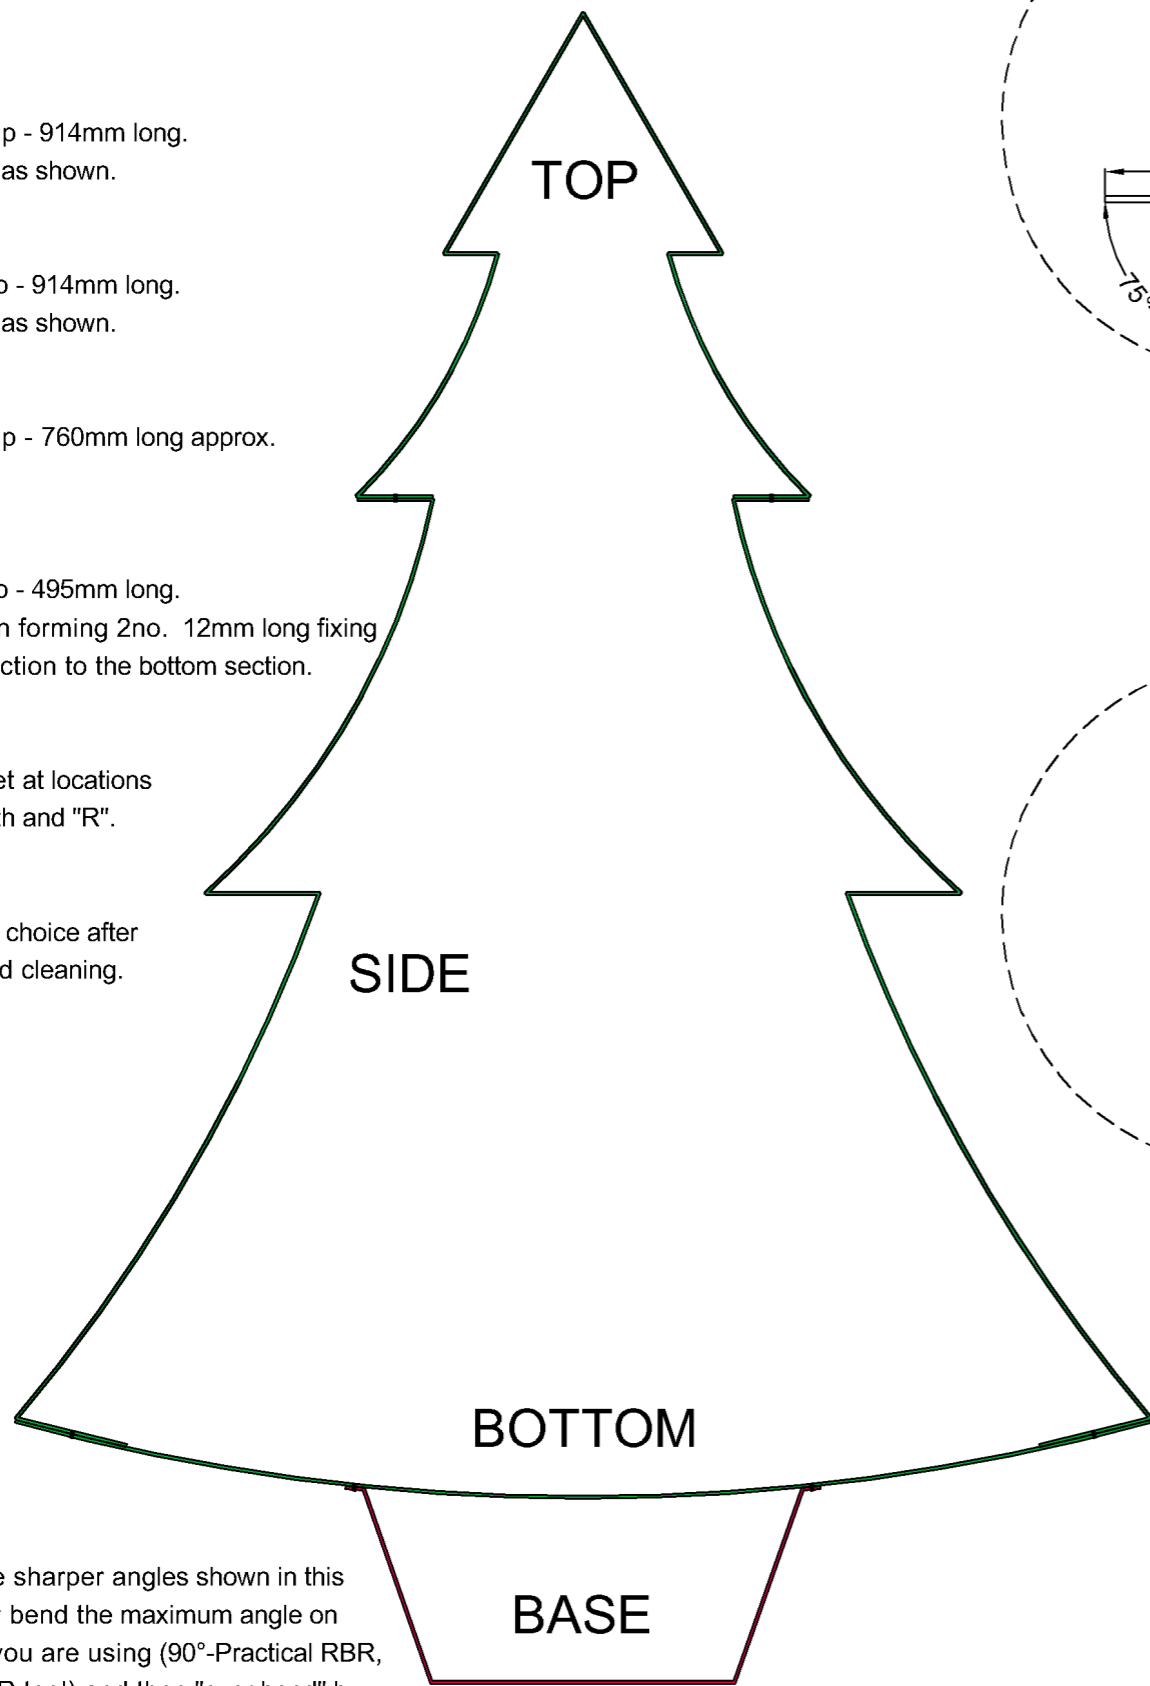 p - 914mm long.
as shown.
o - 914mm long.
as shown.
p - 760mm long approx.
o - 495mm long.
n forming 2no. 12mm long fixing
ction to the bottom section.
et at locations
th and "R".
choice after
d cleaning.
TOP
SIDE
BOTTOM
BASE
75°
e sharper angles shown in this
bend the maximum angle on
you are using (90°-Practical RBR,